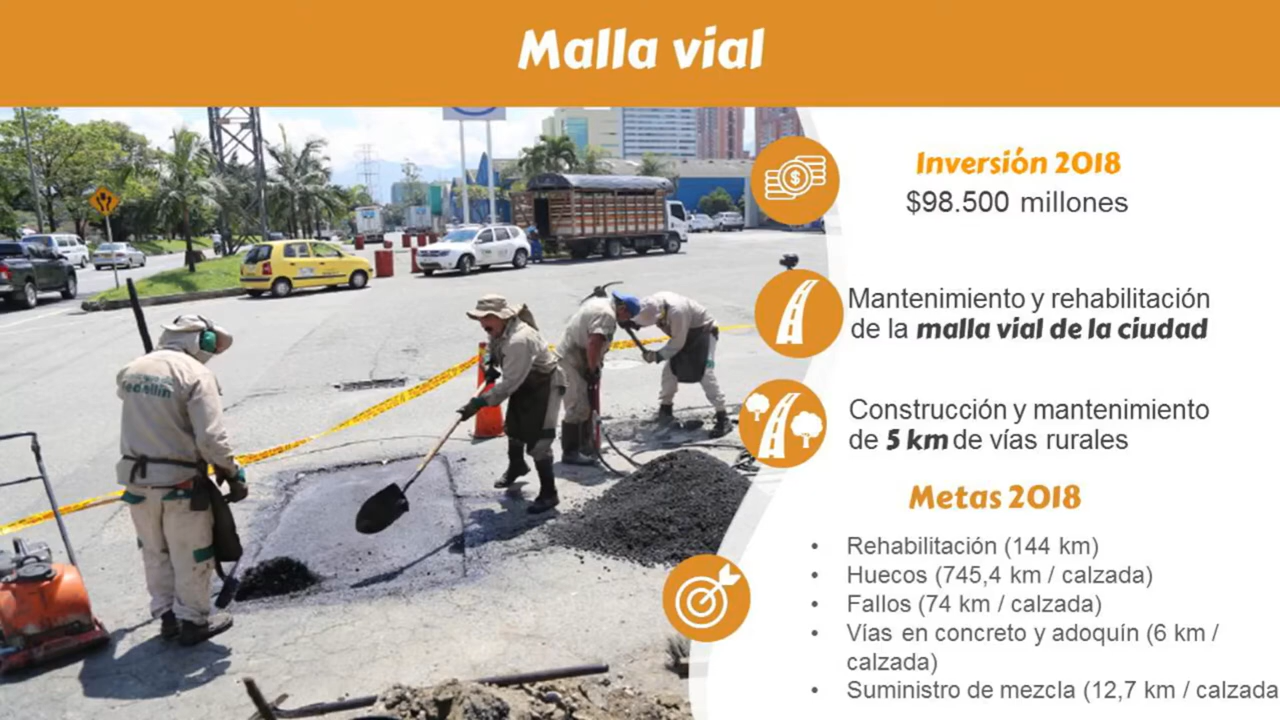 Malla vial
Inversión 2018
$98.500 millones
Mantenimiento y rehabilitación
de la malla vial de la ciudad
Construcción y mantenimiento
de 5 km de vías rurales
Metas 2018
• Rehabilitación (144 km)
• Huecos (745,4 km / calzada)
• Fallos (74 km / calzada)
• Vías en concreto y adoquín (6 km /
calzada)
• Suministro de mezcla (12,7 km / calzada
Medellín